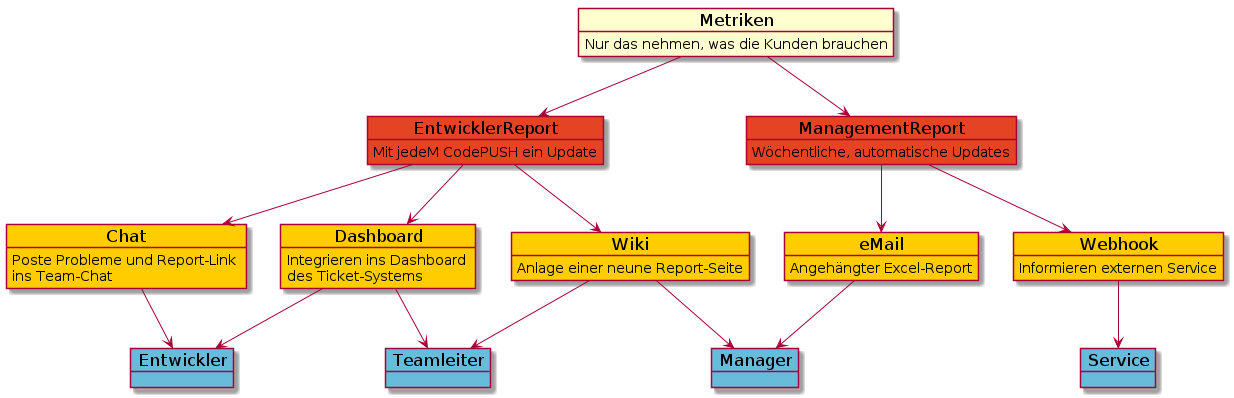 Metriken
Nur das nehmen, was die Kunden brauchen
EntwicklerReport
Mit jedeM CodePUSH ein Update
ManagementReport
Wöchentliche, automatische Updates
Chat
Poste Probleme und Report-Link
ins Team-Chat
Dashboard
Integrieren ins Dashboard
des Ticket-Systems
Wiki
Anlage einer neune Report-Seite
eMail
Angehängter Excel-Report
Webhook
Informieren externen Service
Entwickler
Teamleiter
Manager
Service